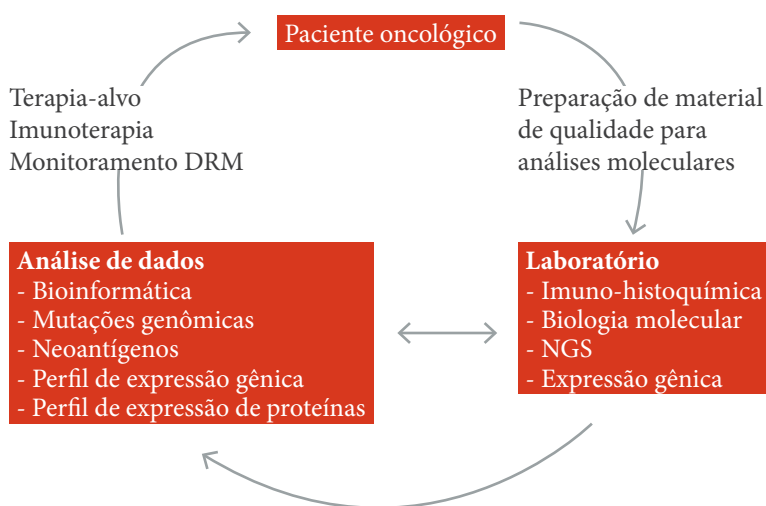 Paciente oncológico
Terapia-alvo
Imunoterapia
Monitoramento DRM
Preparação de material
de qualidade para
análises moleculares
Análise de dados
- Bioinformática
- Mutações genômicas
- Neoantígenos
- Perfil de expressão gênica
- Perfil de expressão de proteínas
Laboratório
- Imuno-histoquímica
- Biologia molecular
- NGS
- Expressão gênica